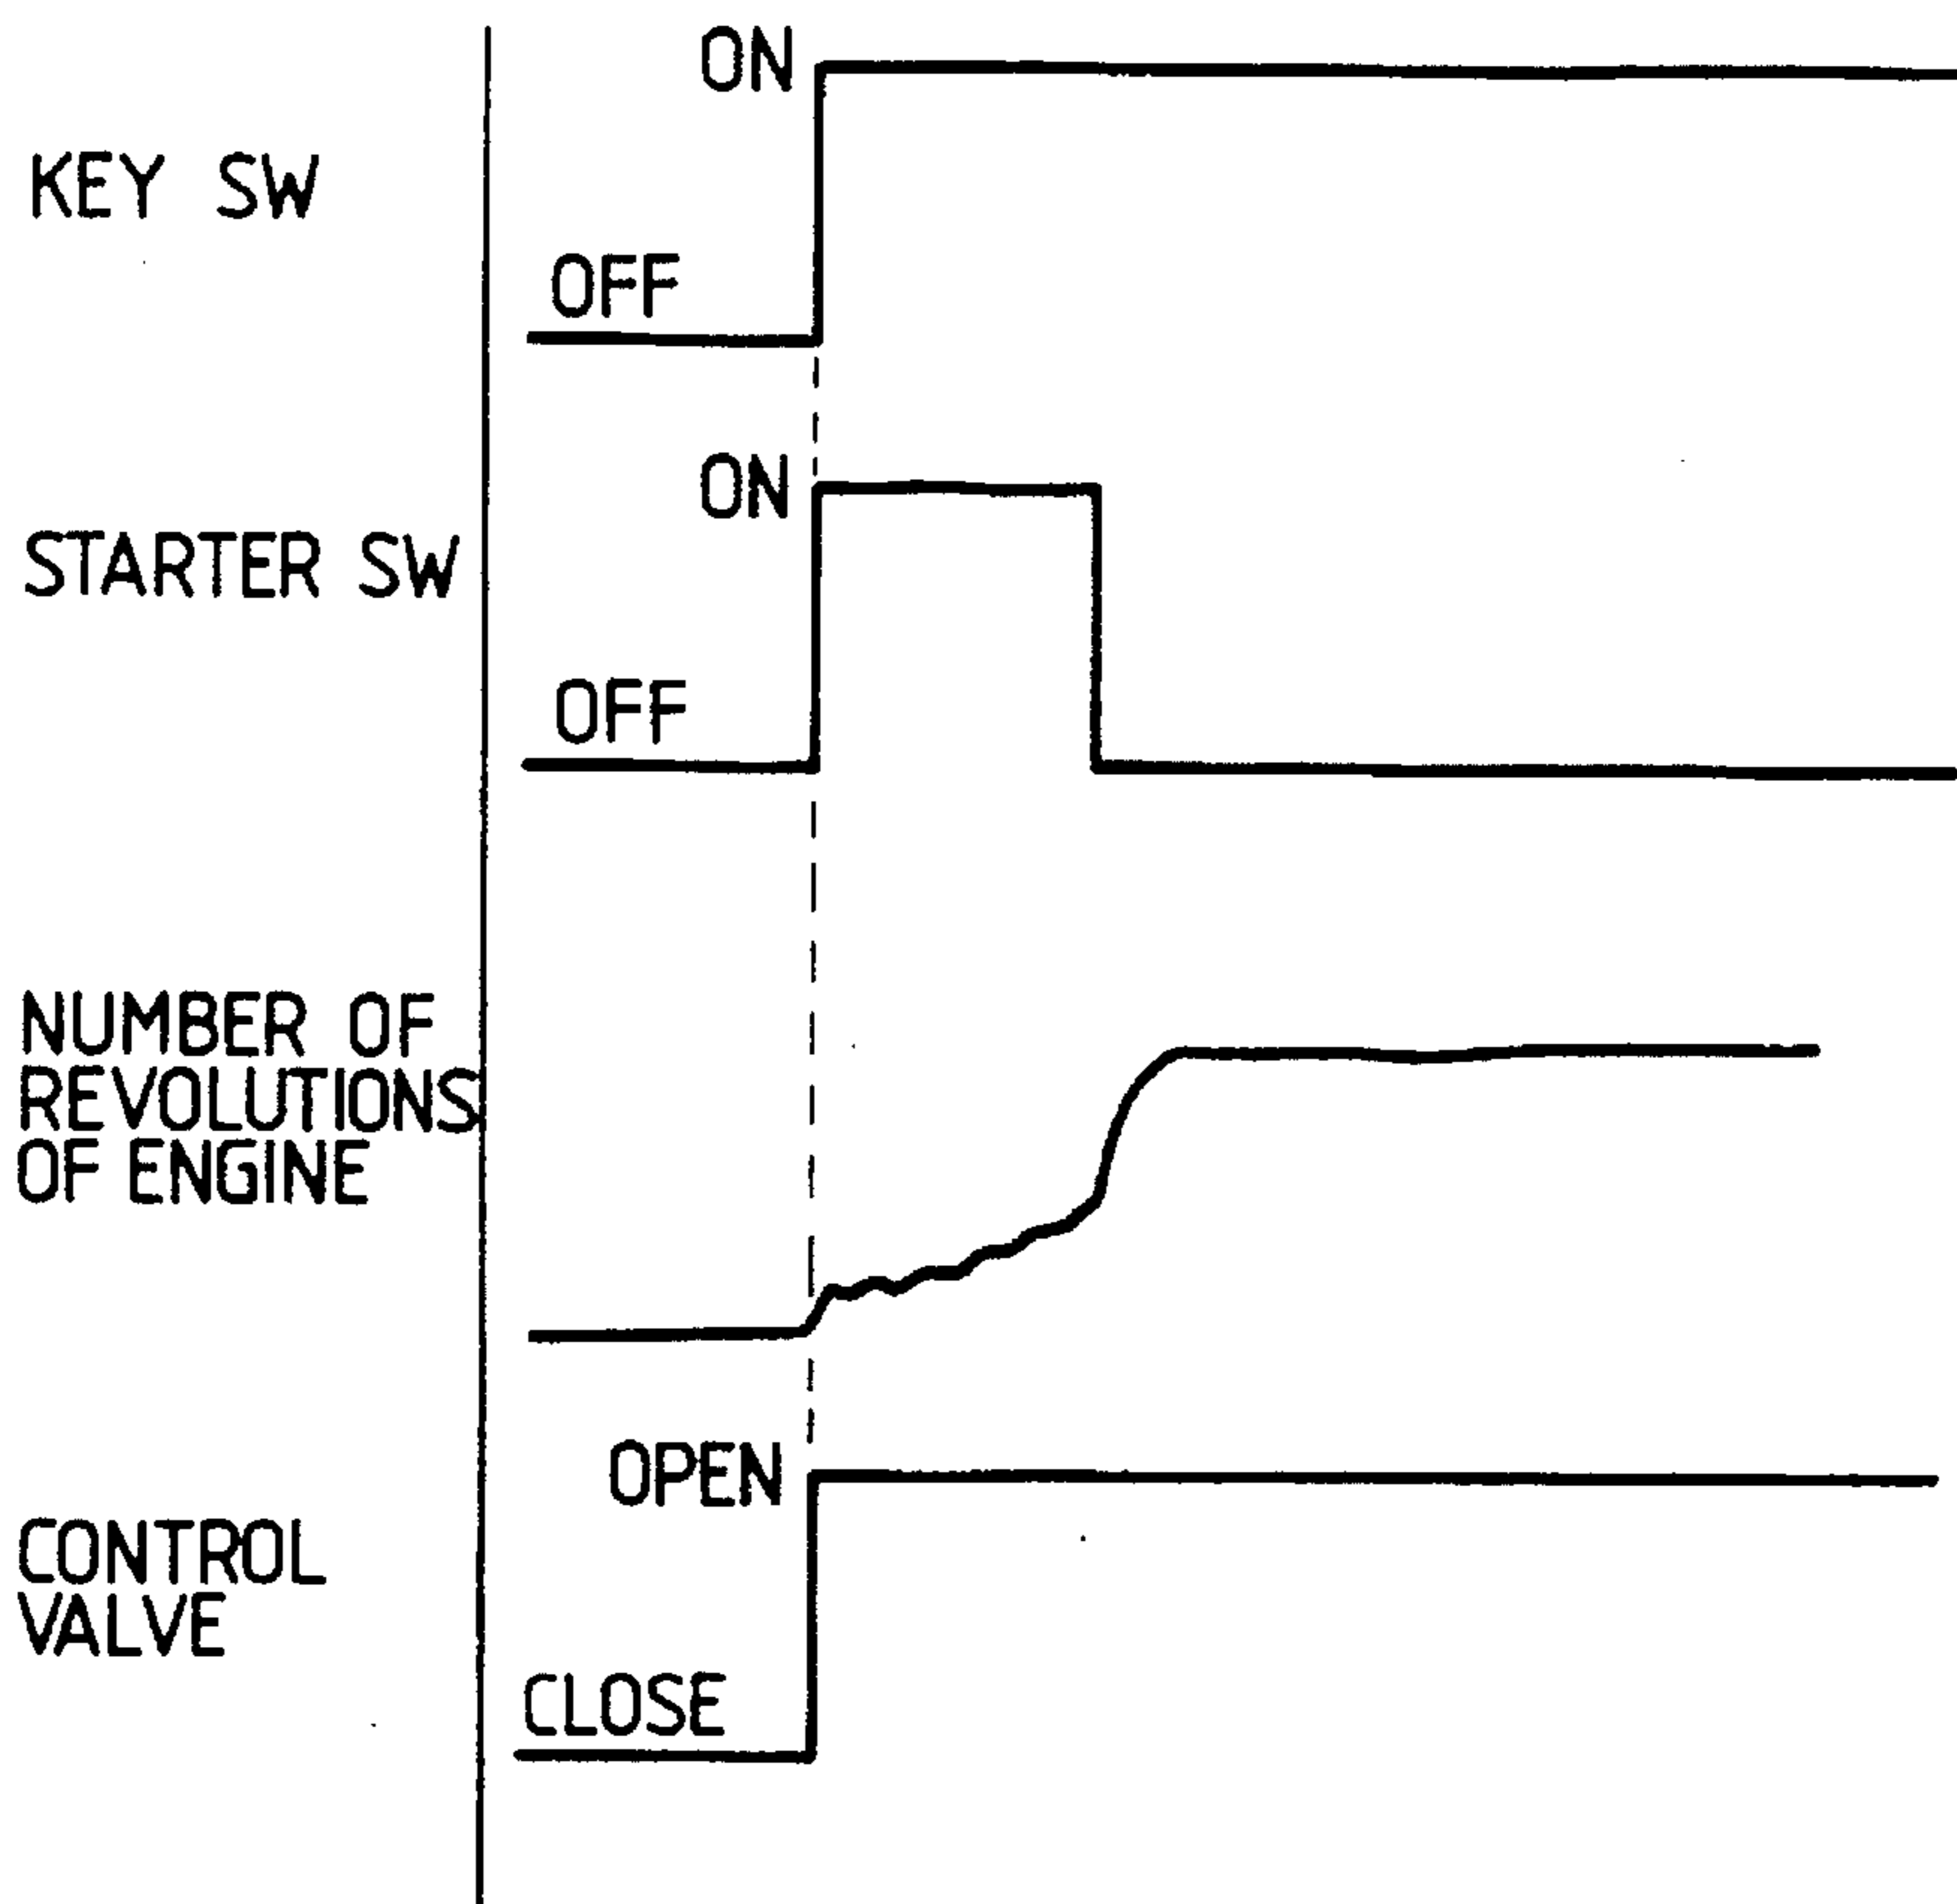 ON
KEY SW
OFF
ON
STARTER SW
OFF
NUMBER OF
REVOLUTIONS
OF ENGINE
OPEN
CONTROL
VALVE
CLOSE